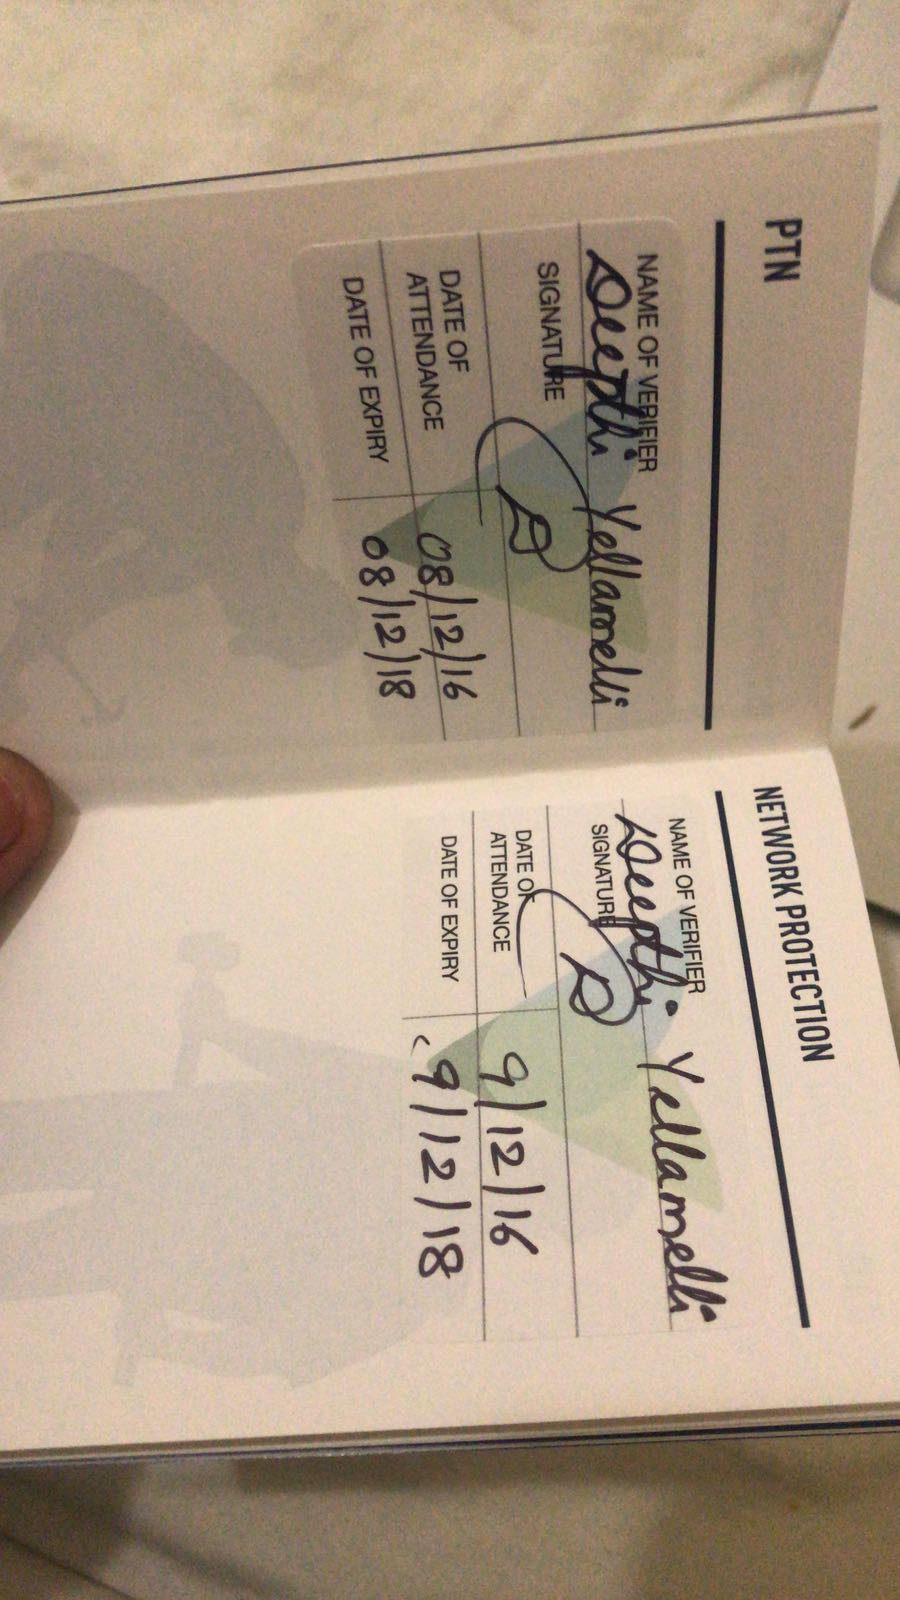 PTN
NAME OF VERIFIER
Deepthi Yellamelli
SIGNATURE
D
DATE OF
ATTENDANCE
08/12/16
DATE OF EXPIRY
08/12/18
NETWORK PROTECTION
NAME OF VERIFIER
Deepthi Yellamelli
SIGNATURE
D
DATE OF
ATTENDANCE
9/12/16
DATE OF EXPIRY
9/12/18